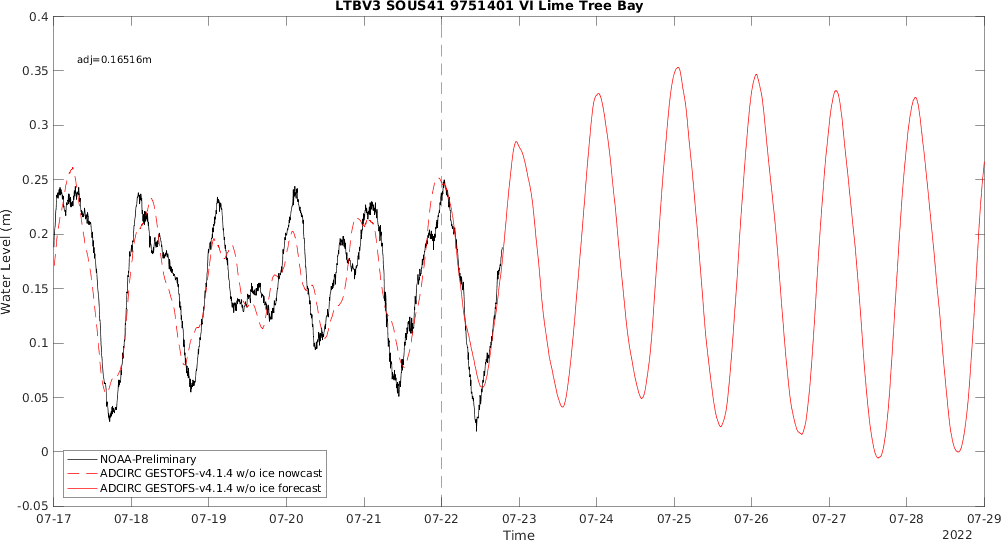 LTBV3 SOUS41 9751401 VI Lime Tree Bay
adj=0.16516m
0.4
0.35
0.3
0.25
0.2
0.15
0.1
0.05
0
-0.05
Water Level (m)
NOAA-Preliminary
ADCIRC GESTOFS-v4.1.4 w/o ice nowcast
ADCIRC GESTOFS-v4.1.4 w/o ice forecast
07-17 07-18 07-19 07-20 07-21 07-22 07-23 07-24 07-25 07-26 07-27 07-28 07-29
Time
2022